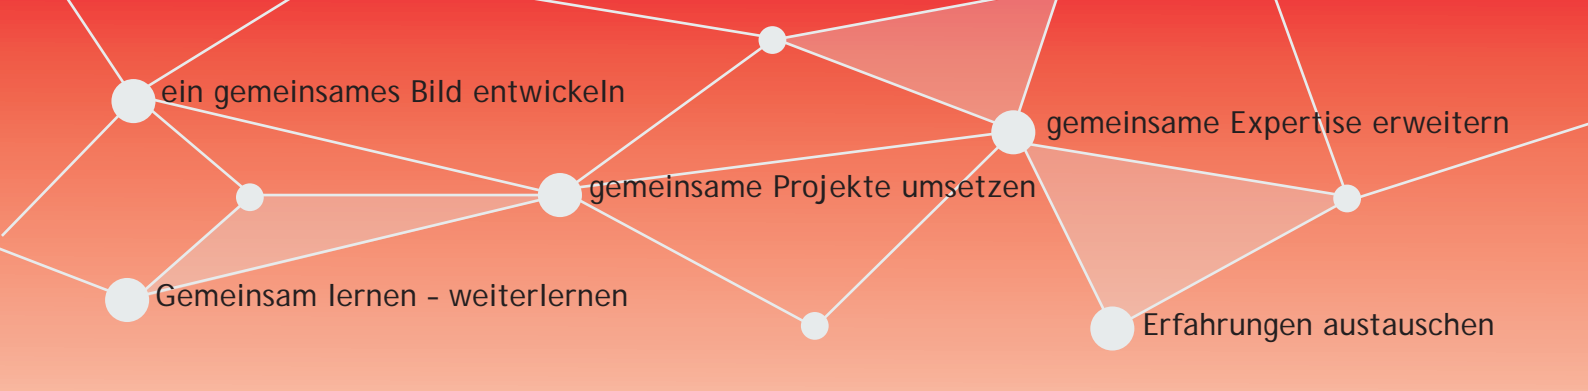 ein gemeinsames Bild entwickeln
gemeinsame Expertise erweitern
gemeinsame Projekte umsetzen
Gemeinsam lernen - weiterlernen
Erfahrungen austauschen